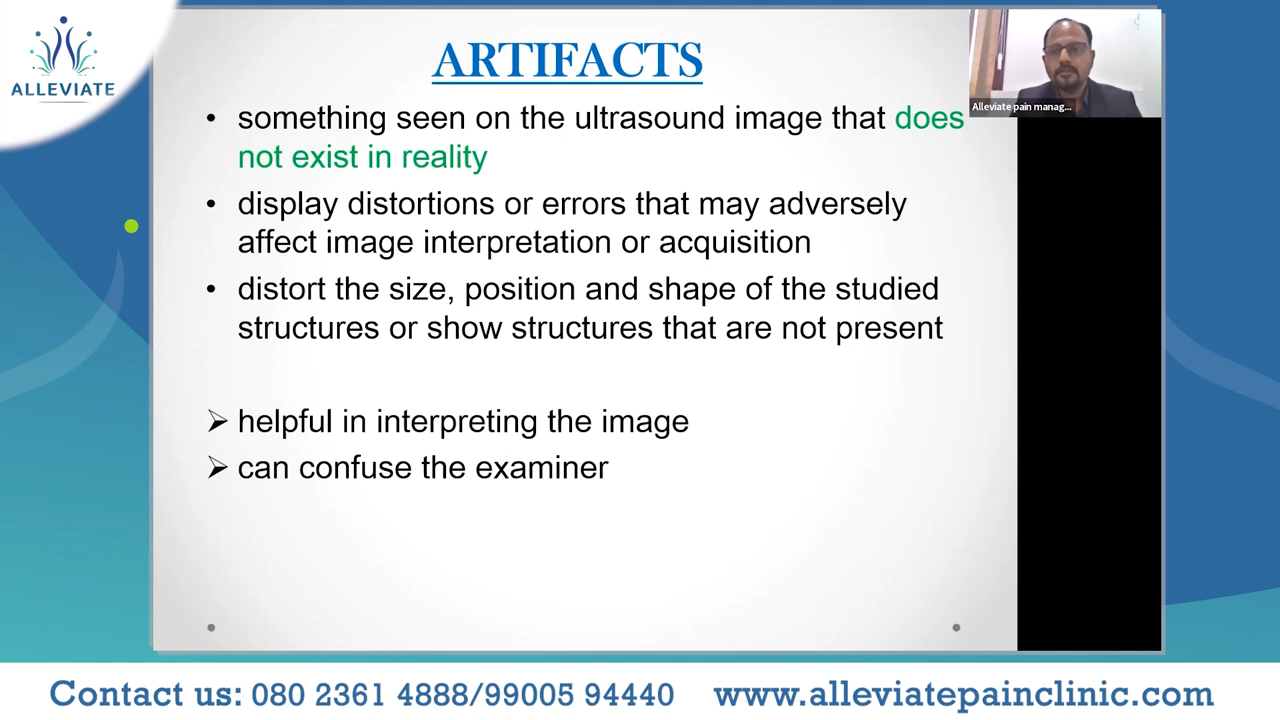 ALLEVIATE
ARTIFACTS
• something seen on the ultrasound image that does
not exist in reality
• display distortions or errors that may adversely
affect image interpretation or acquisition
• distort the size, position and shape of the studied
structures or show structures that are not present
➢ helpful in interpreting the image
➢ can confuse the examiner
Alleviate pain manag...
Contact us: 080 2361 4888/99005 94440 www.alleviatepainclinic.com